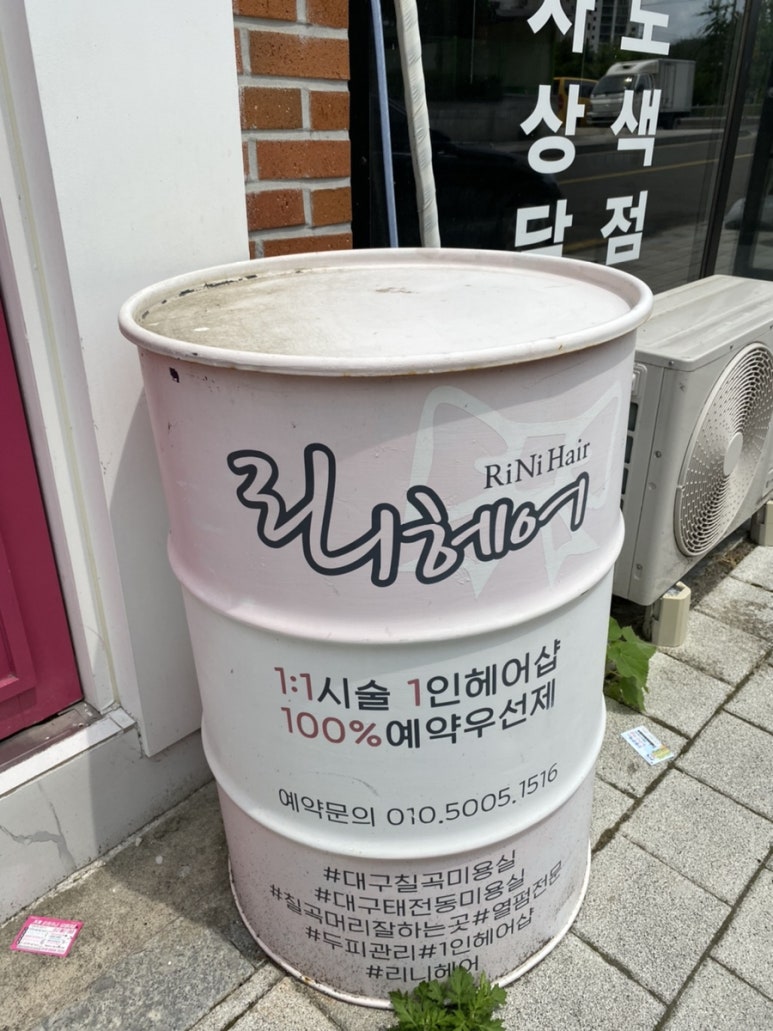 노색점
상닥
RiNi Hair
리니헤어
1:1시술 1인헤어샵
100%예약우선제
예약문의 010.5005.1516
#대구칠곡미용실
#대구태전동미용실
#칠곡머리잘하는곳#열펌전문
#두피관리#1인헤어샵
#리니헤어